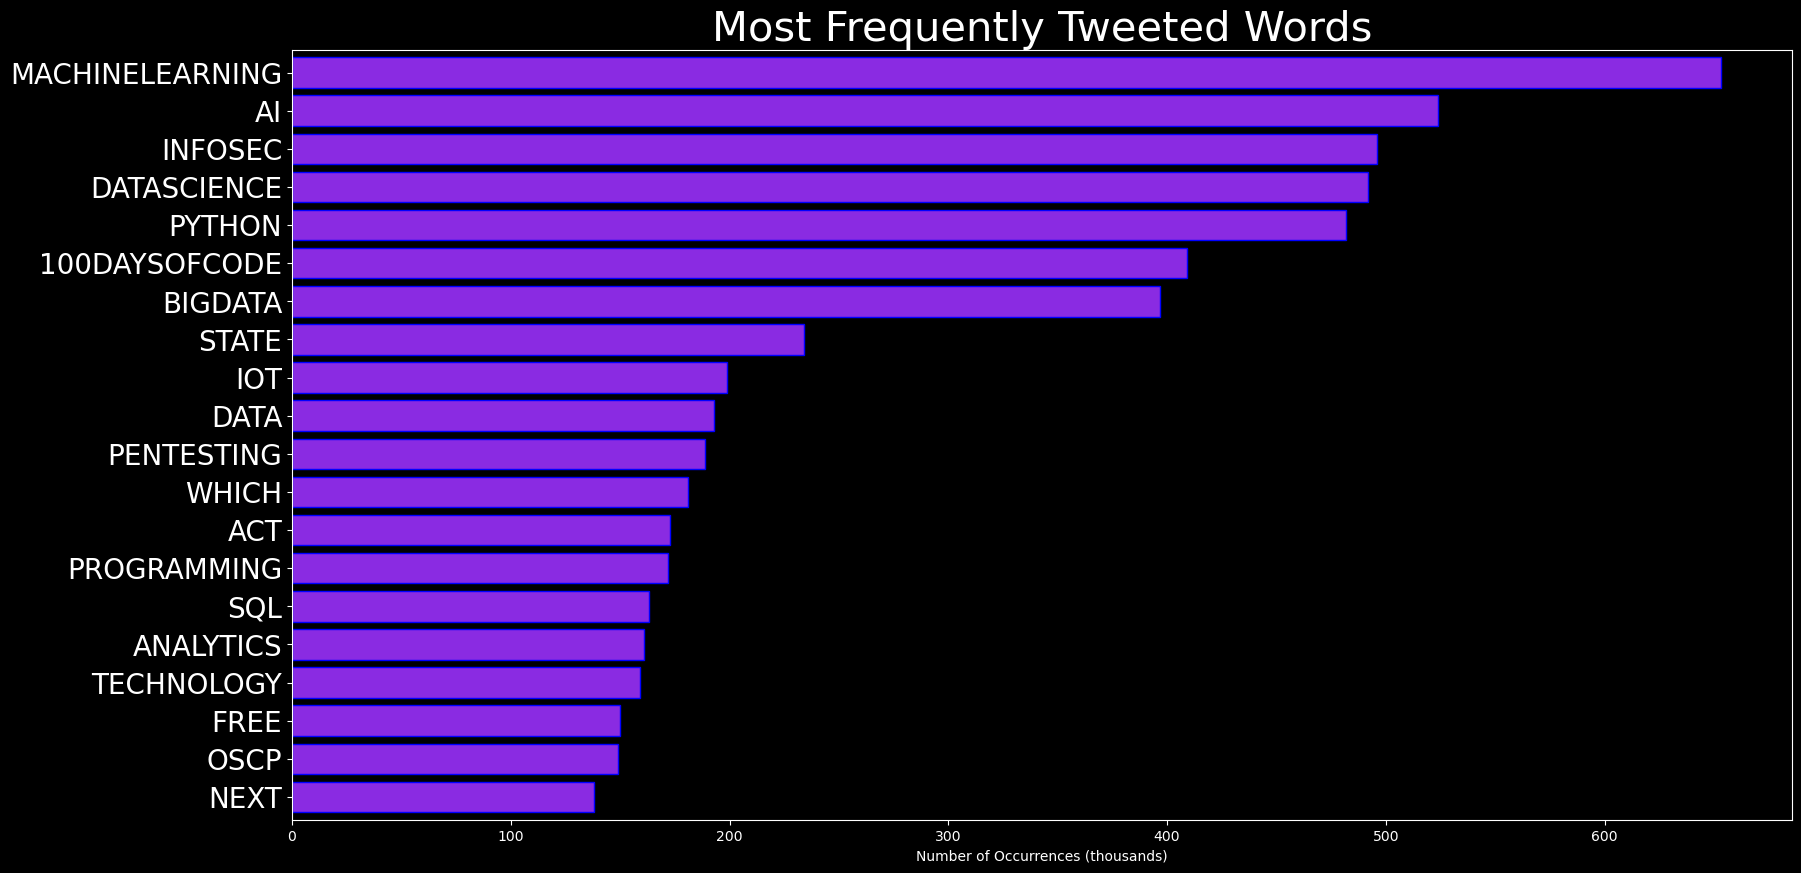 Most Frequently Tweeted Words
MACHINELEARNING
AI
INFOSEC
DATASCIENCE
PYTHON
100DAYSOFCODE
BIGDATA
STATE
IOT
DATA
PENTESTING
WHICH
ACT
PROGRAMMING
SQL
ANALYTICS
TECHNOLOGY
FREE
OSCP
NEXT
0 100 200 300 400 500 600
Number of Occurrences (thousands)